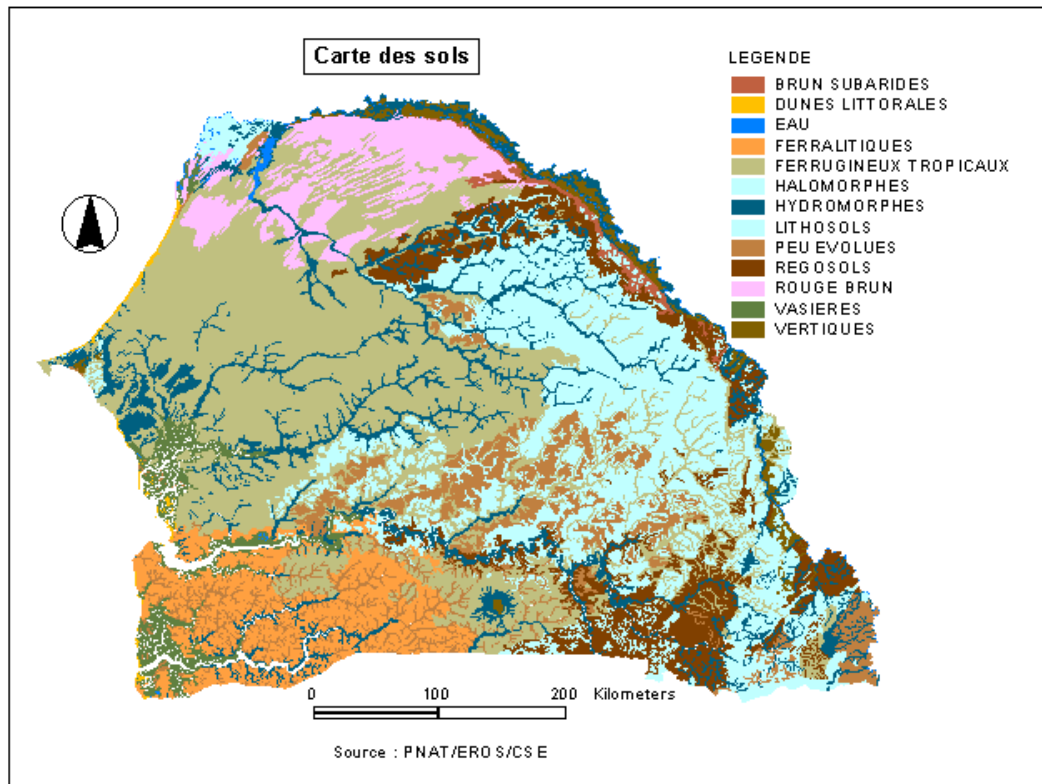 Carte des sols
LEGENDE
BRUN SUBARIDES
DUNES LITTORALES
EAU
FERRALITIQUES
FERRUGINEUX TROPICAUX
HALOMORPHES
HYDROMORPHES
LITHOSOLS
PEU EVOLUES
REGOSOLS
ROUGE BRUN
VASIERES
VERTIQUES
0 100 200 Kilometers
Source : PNAT/EROS/CSE